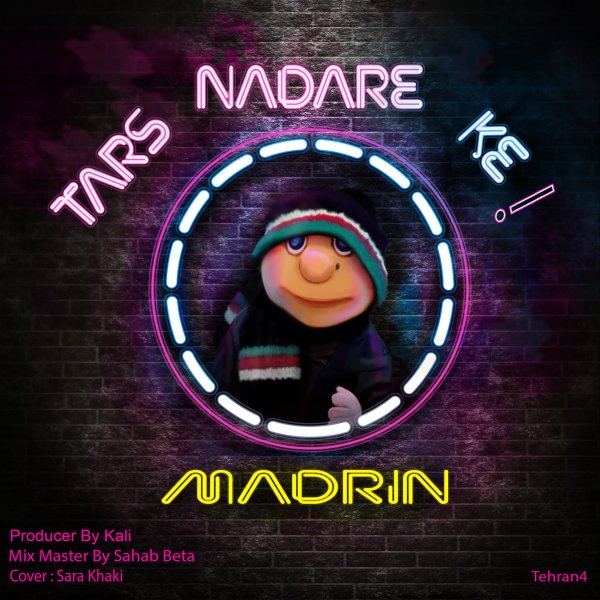 TARS NADARE KE!
MADRIN
Producer By Kali
Mix Master By Sahab Beta
Cover : Sara Khaki
Tehran4